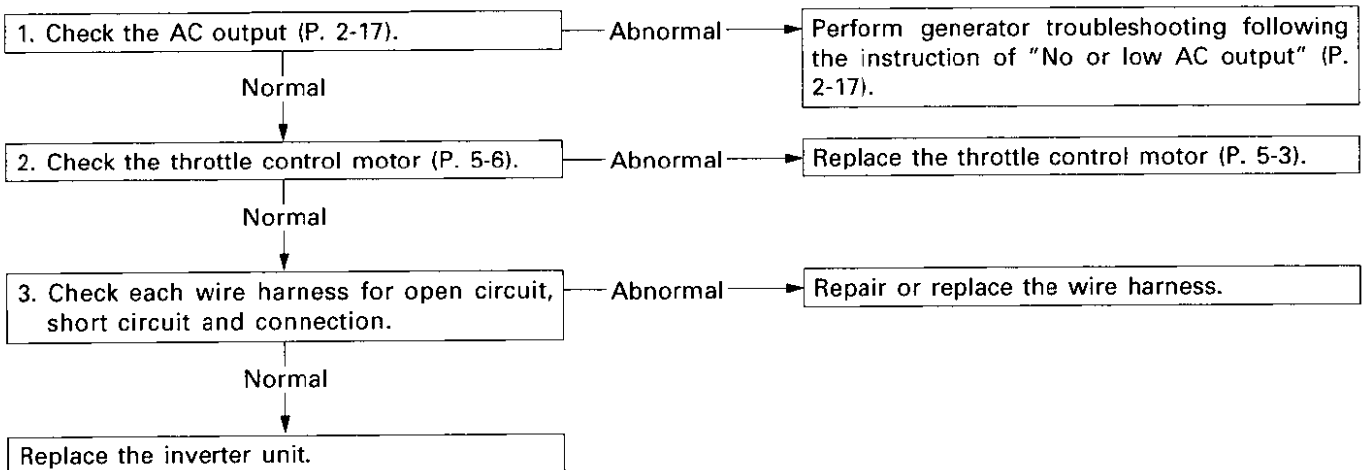 1. Check the AC output (P. 2-17).
Abnormal
Perform generator troubleshooting following
the instruction of "No or low AC output" (P.
2-17).
Normal
2. Check the throttle control motor (P. 5-6).
Abnormal
Replace the throttle control motor (P. 5-3).
Normal
3. Check each wire harness for open circuit,
short circuit and connection.
Abnormal
Repair or replace the wire harness.
Normal
Replace the inverter unit.